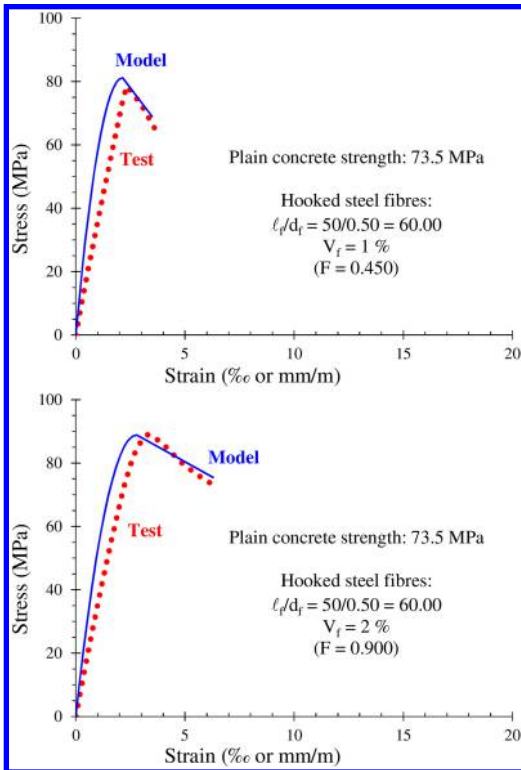 100
Model
80
Test
60
Plain concrete strength: 73.5 MPa
Hooked steel fibres:
ℓf/df = 50/0.50 = 60.00
40
Vf = 1 %
(F = 0.450)
20
0
Stress (MPa)
0 5 10 15 20
Strain (‰ or mm/m)
100
80
Model
60
Test
Plain concrete strength: 73.5 MPa
Hooked steel fibres:
40
ℓf/df = 50/0.50 = 60.00
Vf = 2 %
(F = 0.900)
20
0
Stress (MPa)
0 5 10 15 20
Strain (‰ or mm/m)